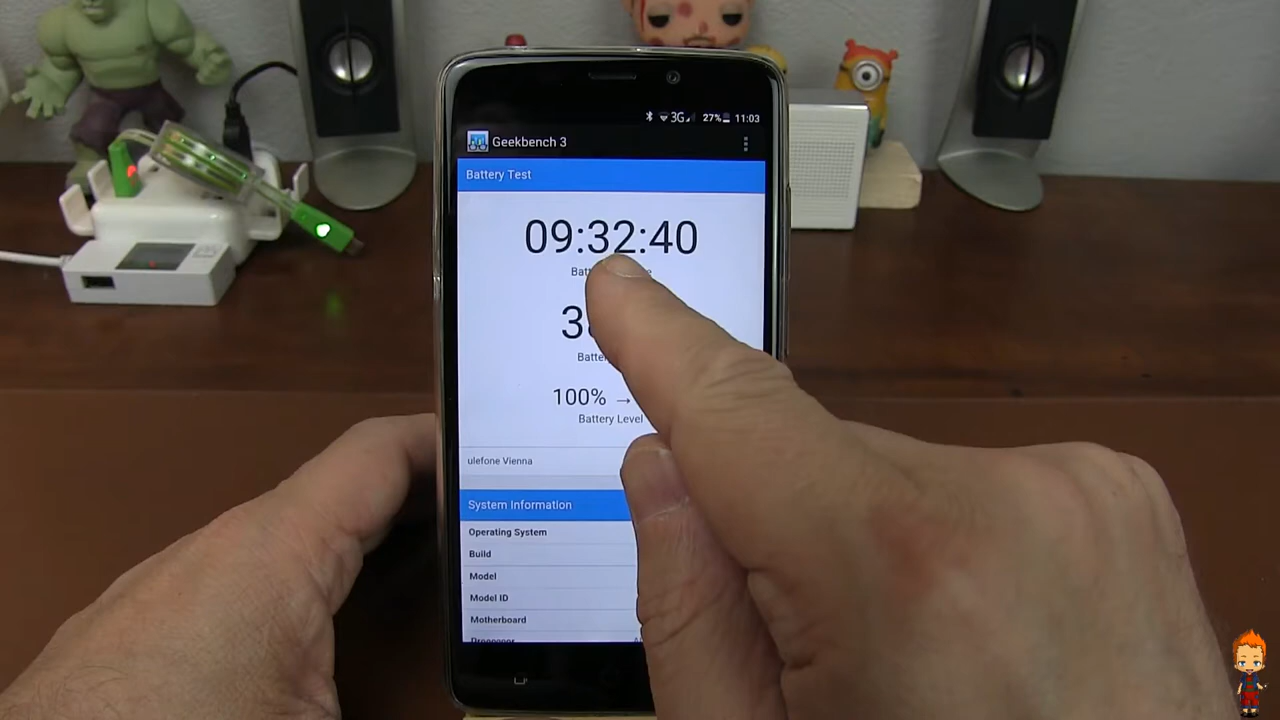 3G 27% 11:03
Geekbench 3
Battery Test
09:32:40
100% →
Battery Level
ulefone Vienna
System Information
Operating System
Build
Model
Model ID
Motherboard
Processor